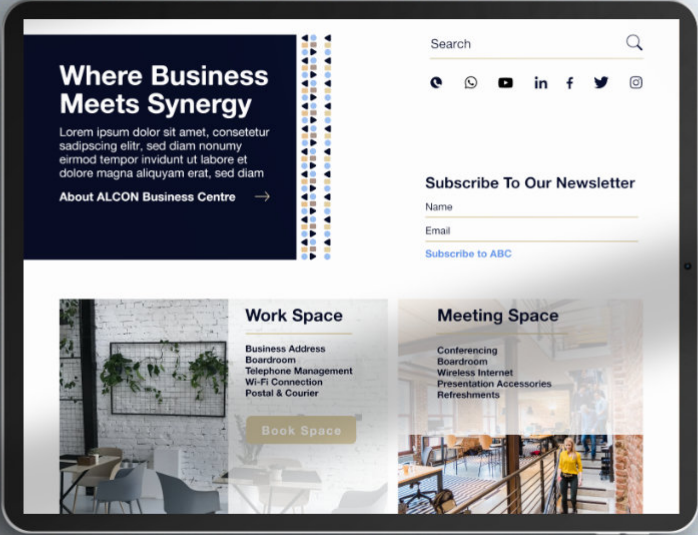 Where Business
Meets Synergy
Lorem ipsum dolor sit amet, consetetur
sadipscing elitr, sed diam nonumy
eirmod tempor invidunt ut labore et
dolore magna aliquyam erat, sed diam
About ALCON Business Centre
Search
Subscribe To Our Newsletter
Name
Email
Subscribe to ABC
Work Space
Business Address
Boardroom
Telephone Management
Wi-Fi Connection
Postal & Courier
Book Space
Meeting Space
Conferencing
Boardroom
Wireless Internet
Presentation Accessories
Refreshments